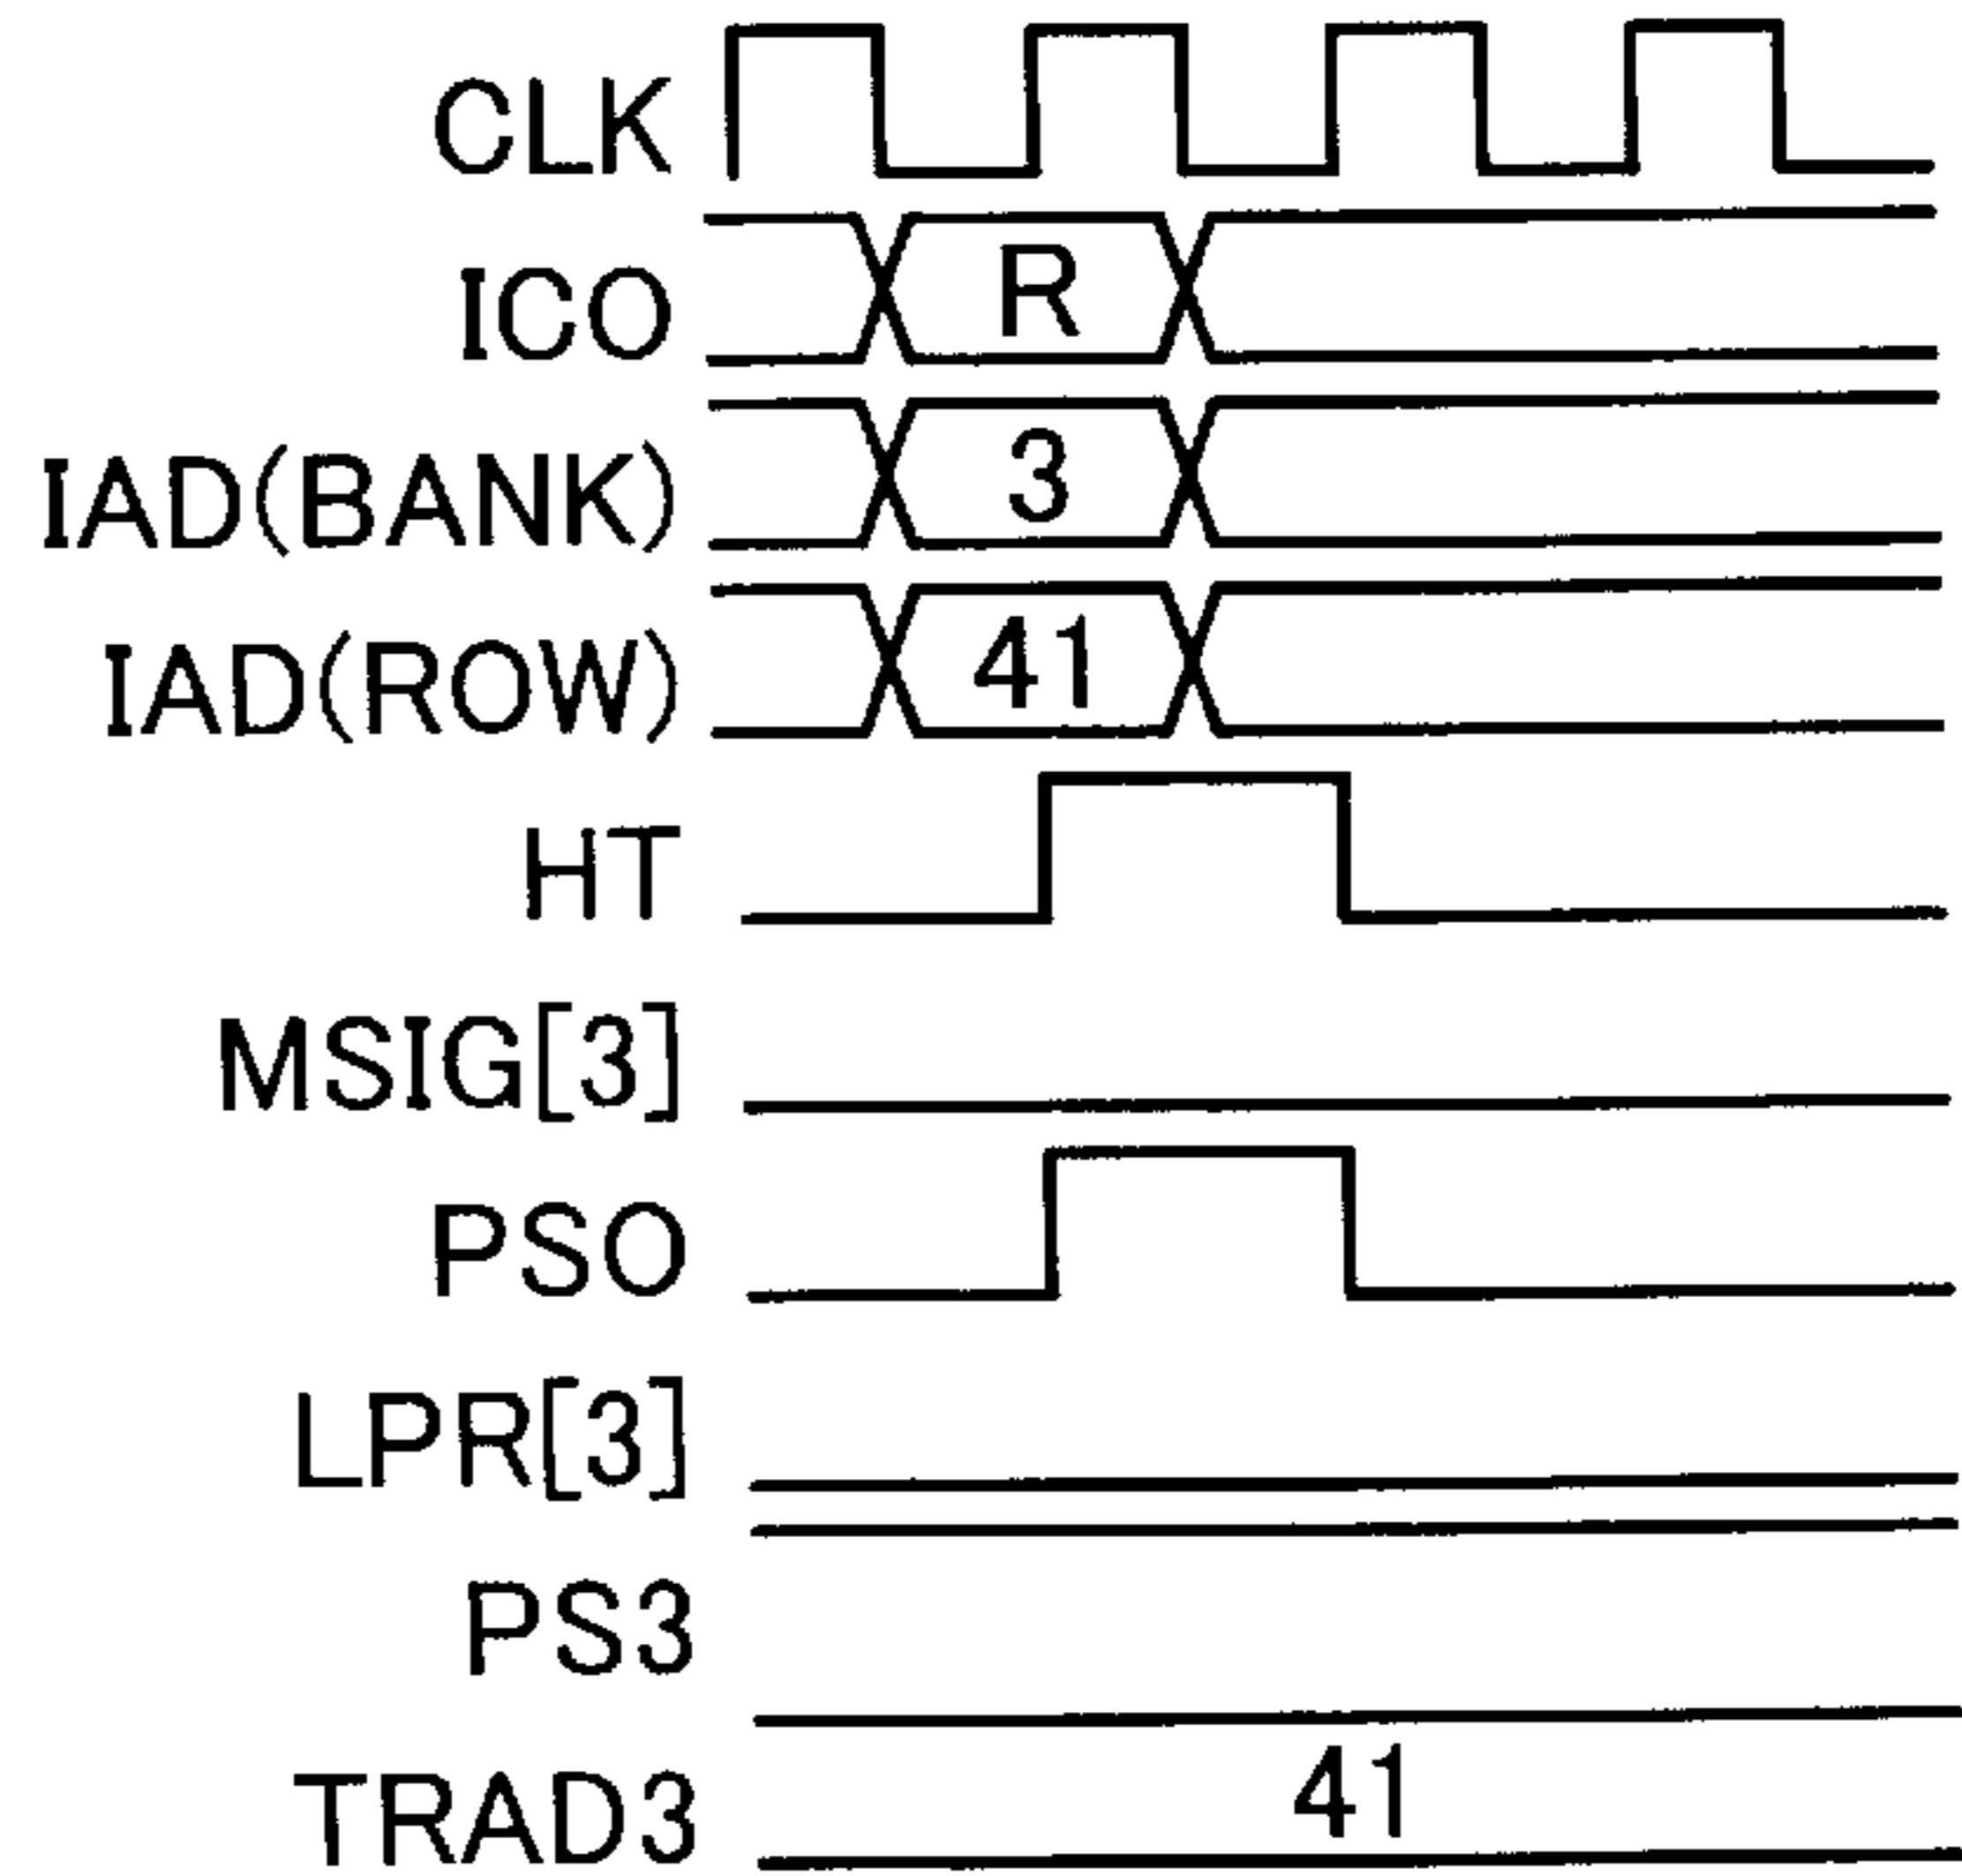 CLK
ICO R
IAD(BANK) 3
IAD(ROW) 41
HT
MSIG[3]
PSO
LPR[3]
PS3
TRAD3 41